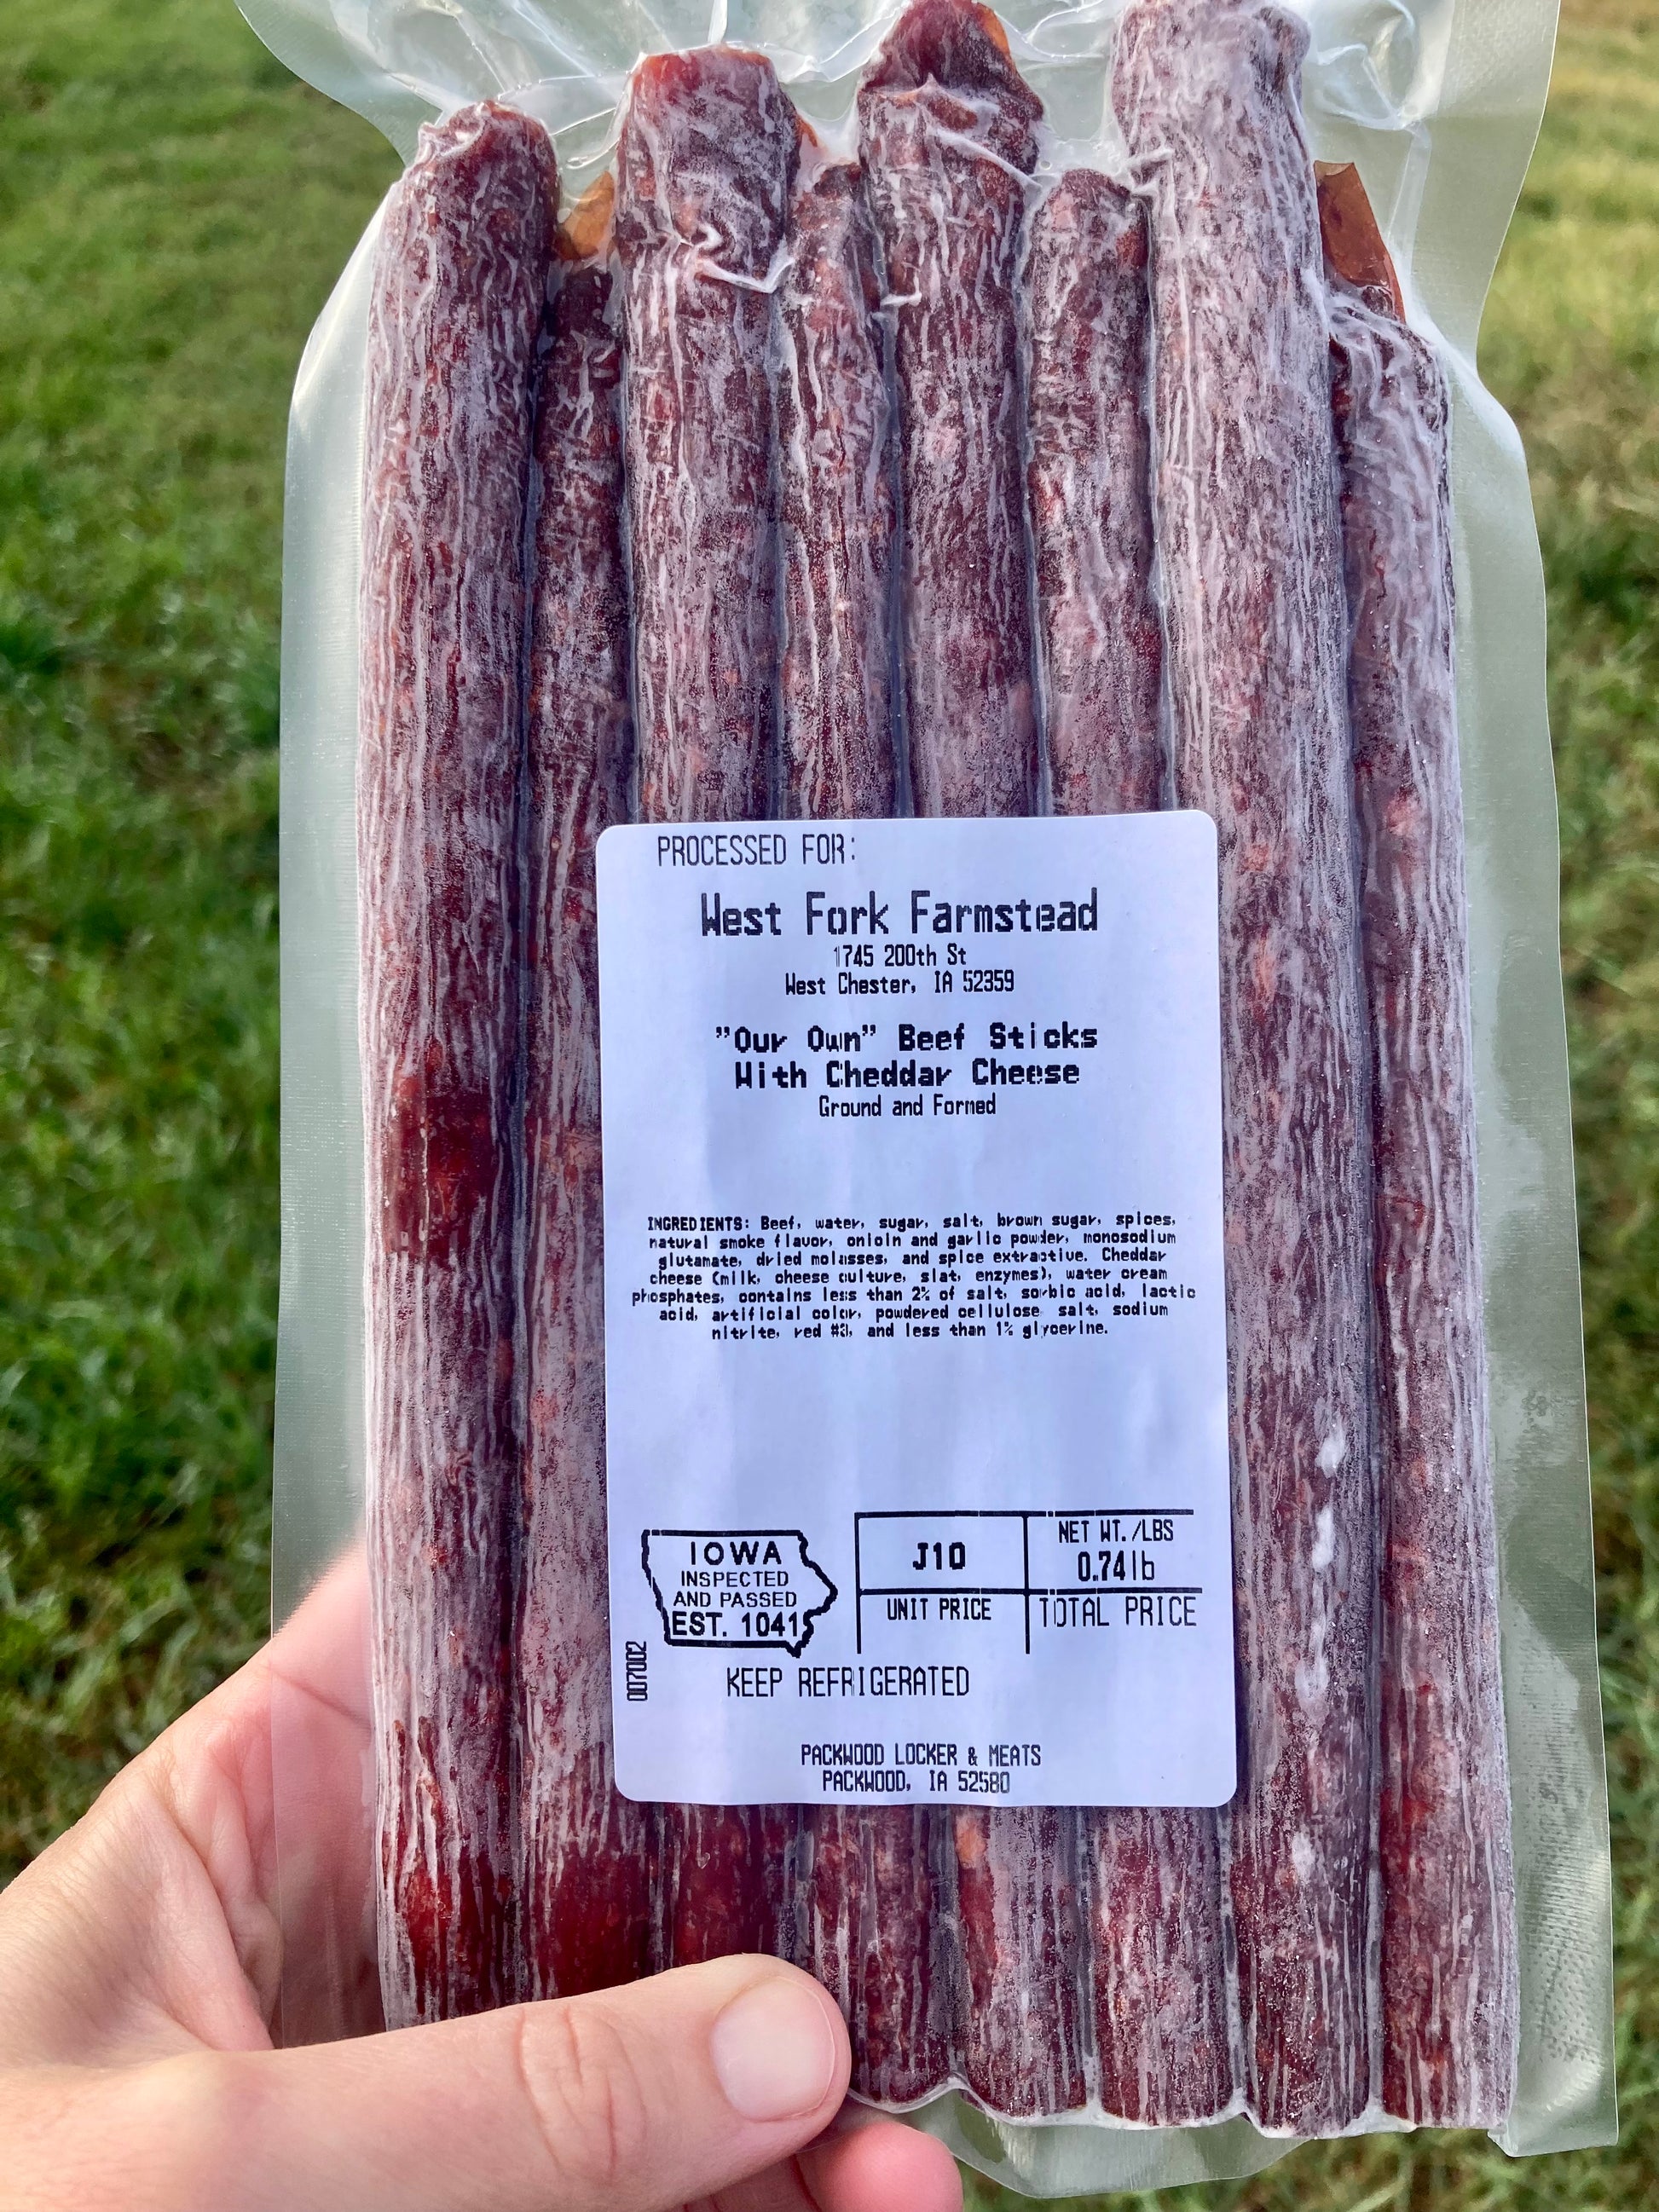 PROCESSED FOR:
West Fork Farmstead
1745 200th St
West Chester, IA 52359
"Our Own" Beef Sticks
With Cheddar Cheese
Ground and Formed
INGREDIENTS: Beef, water, sugar, salt, brown sugar, spices,
natural smoke flavor, onioln and garlic powder, monosodium
glutamate, dried molasses, and spice extractive. Cheddar
cheese (milk, cheese culture, slat, enzymes), water cream
phosphates, contains less than 2% of salt, sorbic acid, lactic
acid, artificial color, powdered cellulose salt, sodium
nitrite, red #3, and less than 1% glycerine.
IOWA
INSPECTED
AND PASSED
EST. 1041
J10
NET WT./LBS
0.74lb
UNIT PRICE
TOTAL PRICE
007002
KEEP REFRIGERATED
PACKWOOD LOCKER & MEATS
PACKWOOD, IA 52580